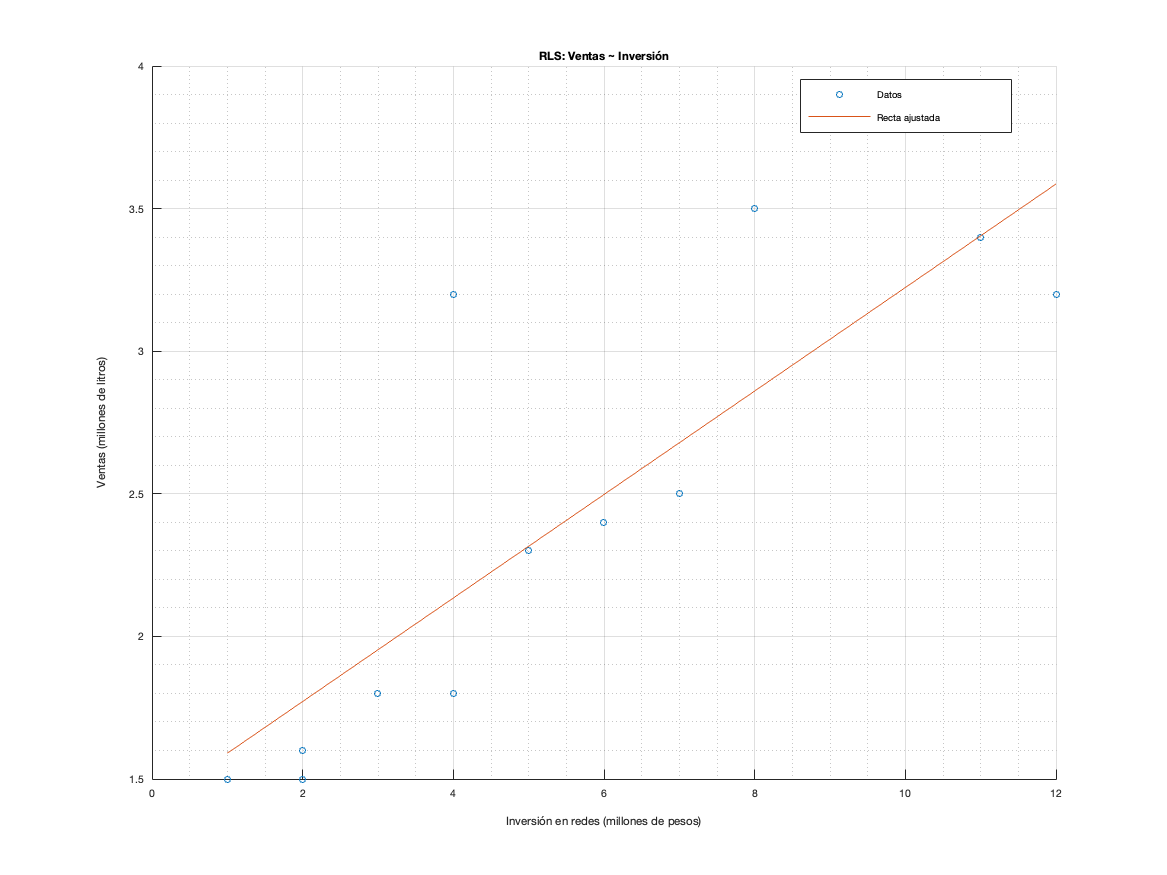 RLS: Ventas ~ Inversión
Datos
Recta ajustada
4
3.5
3
2.5
2
1.5
Ventas (millones de litros)
0 2 4 6 8 10 12
Inversión en redes (millones de pesos)